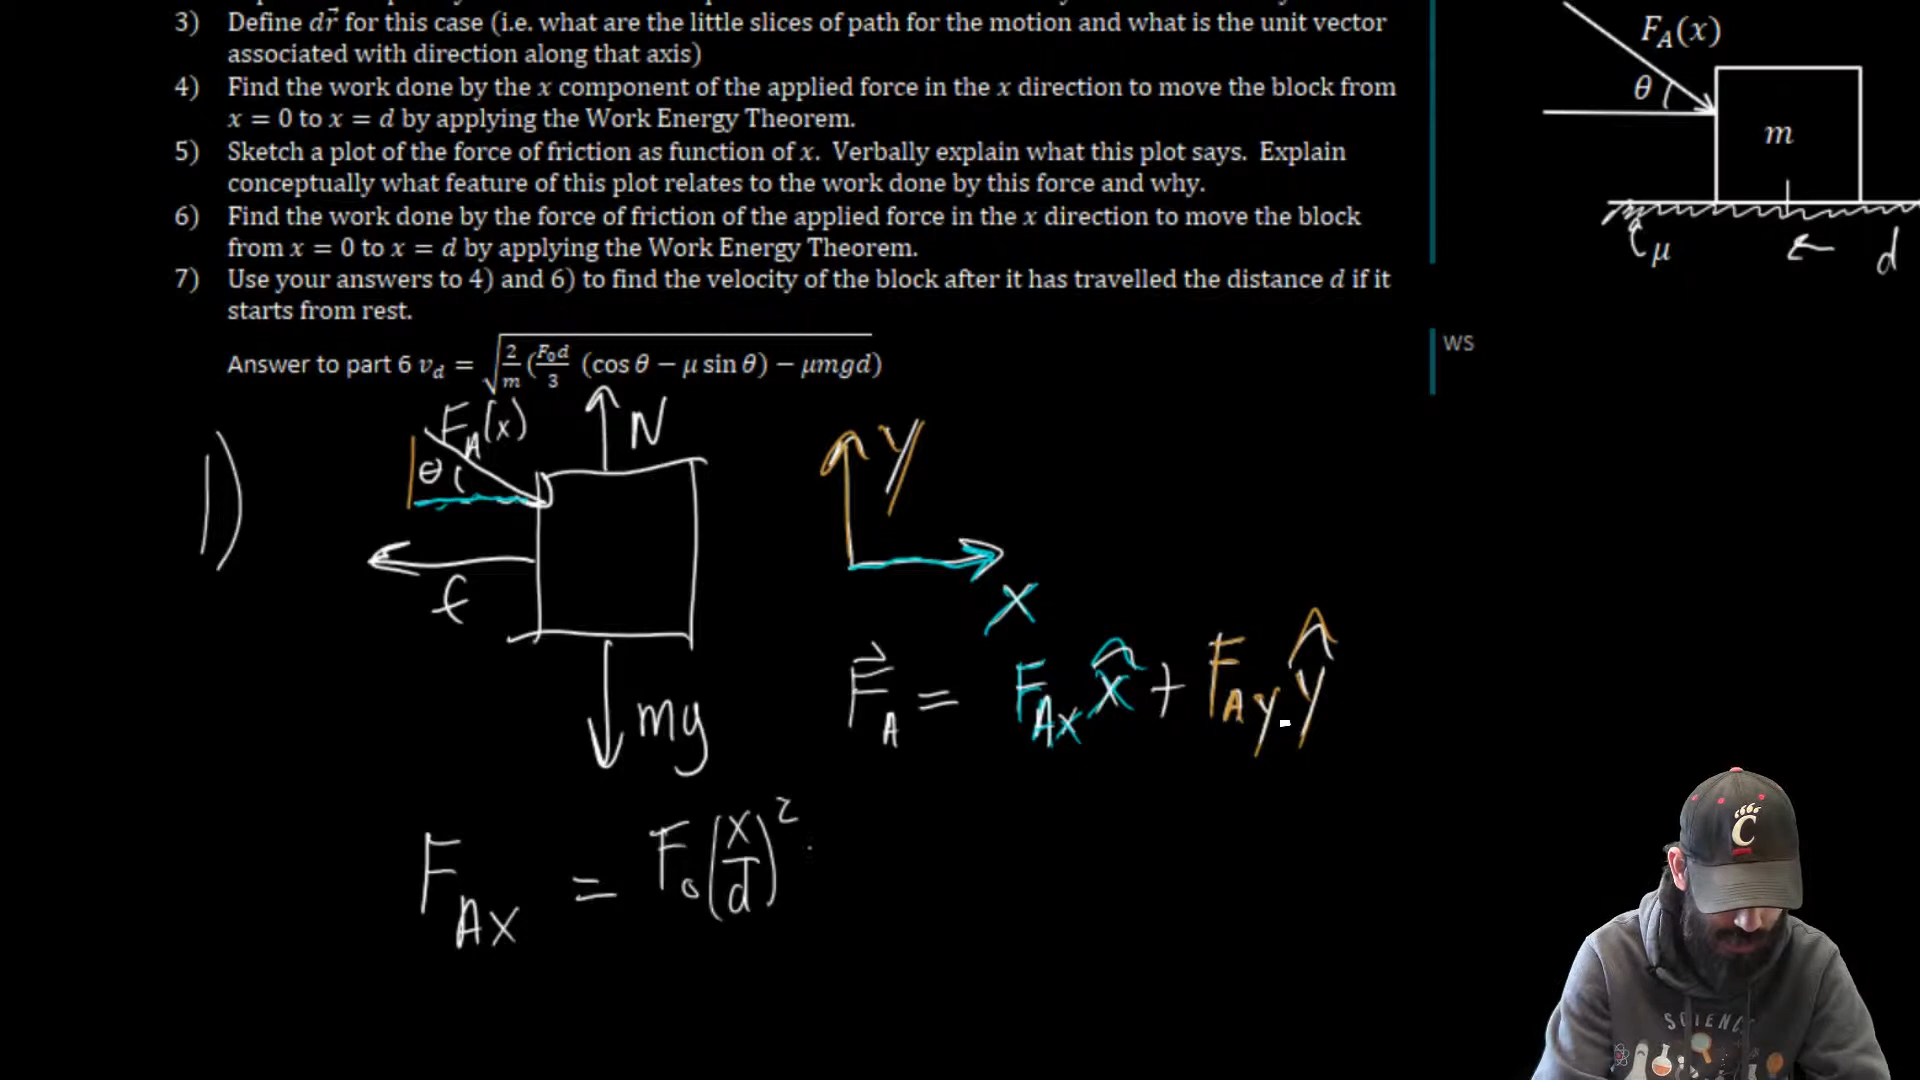 3) Define d𝑟⃗ for this case (i.e. what are the little slices of path for the motion and what is the unit vector
associated with direction along that axis)
4) Find the work done by the x component of the applied force in the x direction to move the block from
x = 0 to x = d by applying the Work Energy Theorem.
5) Sketch a plot of the force of friction as function of x. Verbally explain what this plot says. Explain
conceptually what feature of this plot relates to the work done by this force and why.
6) Find the work done by the force of friction of the applied force in the x direction to move the block
from x = 0 to x = d by applying the Work Energy Theorem.
7) Use your answers to 4) and 6) to find the velocity of the block after it has travelled the distance d if it
starts from rest.
Answer to part 6 v_d = √(2/m (F₀d/3 (cos θ − μ sin θ) − μmgd))
F_A(x)
θ
m
μ
d
WS
1)
F_A(x)
θ
N
f
mg
y
x
F⃗_A = F_Ax x̂ + F_Ay ŷ
F_Ax = F₀(x/d)²
C
SCIENC